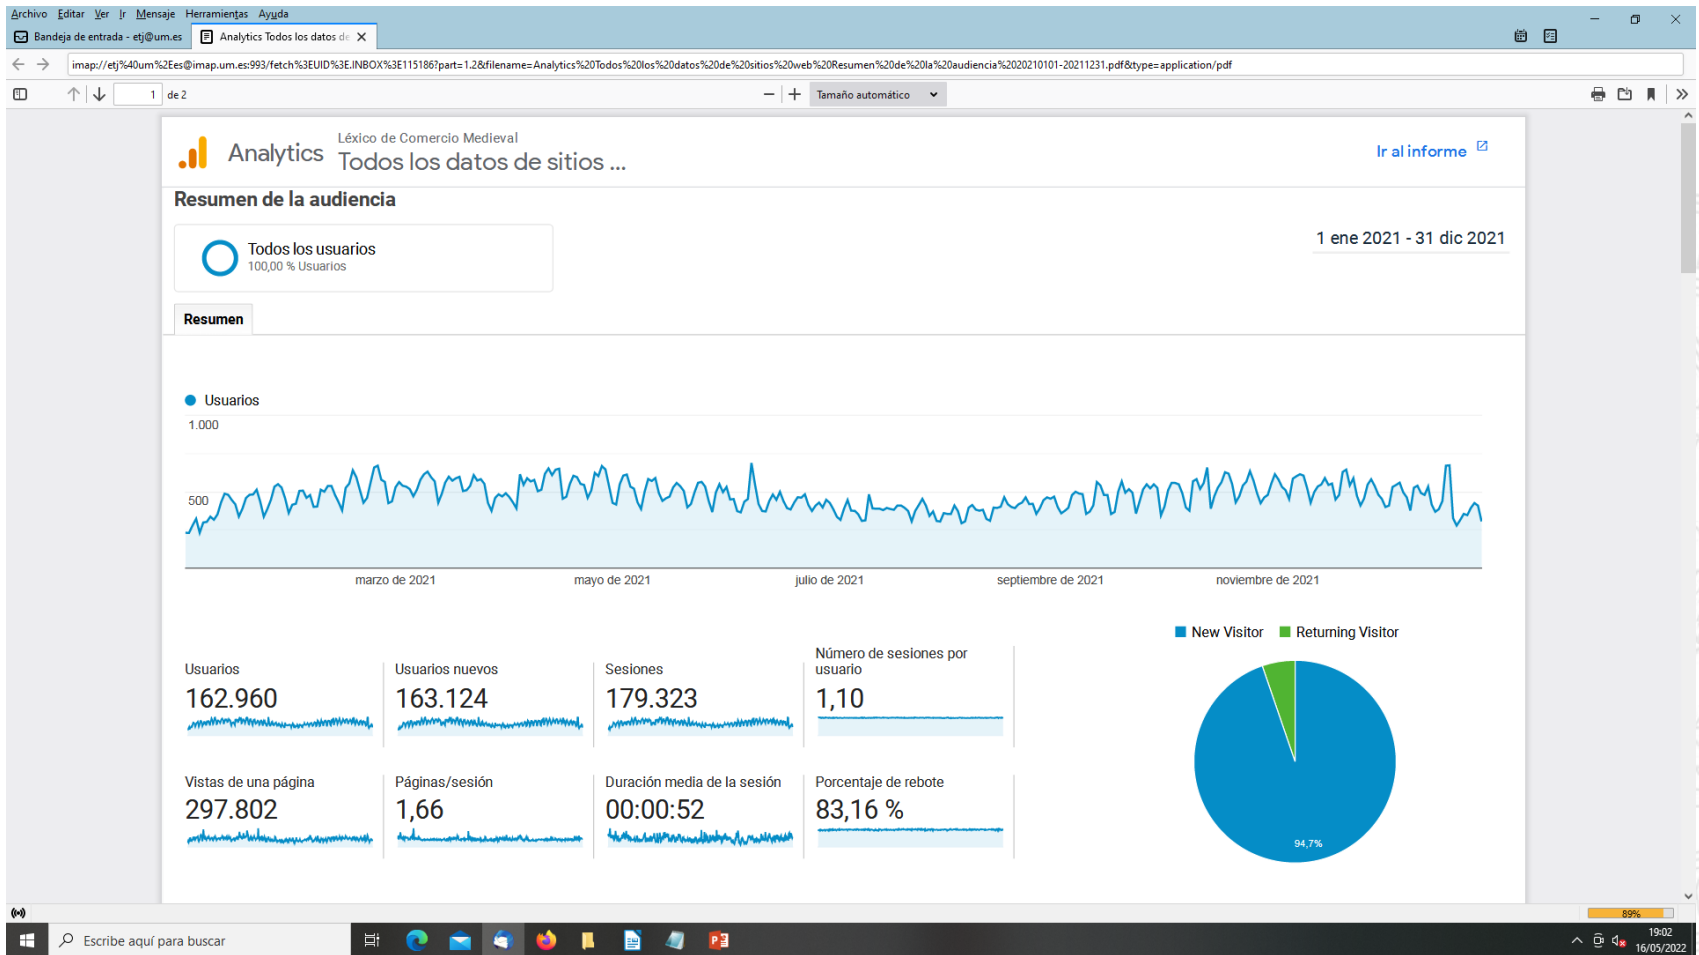 Archivo Editar Ver Ir Mensaje Herramientas Ayuda
Bandeja de entrada - etj@um.es
Analytics Todos los datos de
imap://etj%40um%2Ees@imap.um.es:993/fetch%3EUID%3E.INBOX%3E115186?part=1.2&filename=Analytics%20Todos%20los%20datos%20de%20sitios%20web%20Resumen%20de%20la%20audiencia%2020210101-20211231.pdf&type=application/pdf
1 de 2
Tamaño automático
Léxico de Comercio Medieval
Analytics Todos los datos de sitios ...
Ir al informe
Resumen de la audiencia
Todos los usuarios
100,00 % Usuarios
1 ene 2021 - 31 dic 2021
Resumen
Usuarios
1.000
500
marzo de 2021 mayo de 2021 julio de 2021 septiembre de 2021 noviembre de 2021
New Visitor Returning Visitor
Usuarios
162.960
Usuarios nuevos
163.124
Sesiones
179.323
Número de sesiones por
usuario
1,10
Vistas de una página
297.802
Páginas/sesión
1,66
Duración media de la sesión
00:00:52
Porcentaje de rebote
83,16 %
94,7%
89%
Escribe aquí para buscar
19:02
16/05/2022